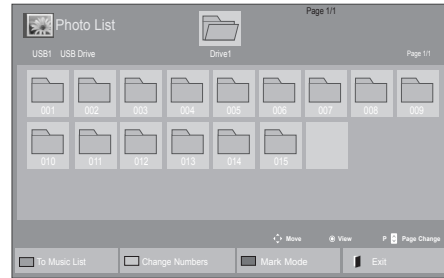 Page 1/1
Photo List
USB1 USB Drive
Drive1
Page 1/1
001 002 003 004 005 006 007 008 009
010 011 012 013 014 015
Move View P Page Change
To Music List Change Numbers Mark Mode Exit